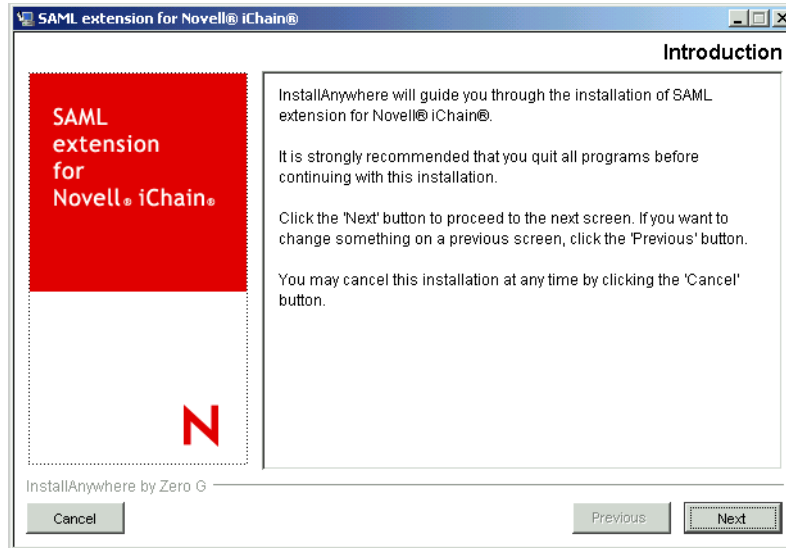 SAML extension for Novell® iChain®
Introduction
SAML
extension
for
Novell® iChain®
InstallAnywhere will guide you through the installation of SAML
extension for Novell® iChain®.
It is strongly recommended that you quit all programs before
continuing with this installation.
Click the 'Next' button to proceed to the next screen. If you want to
change something on a previous screen, click the 'Previous' button.
You may cancel this installation at any time by clicking the 'Cancel'
button.
N
InstallAnywhere by Zero G
Cancel
Previous
Next